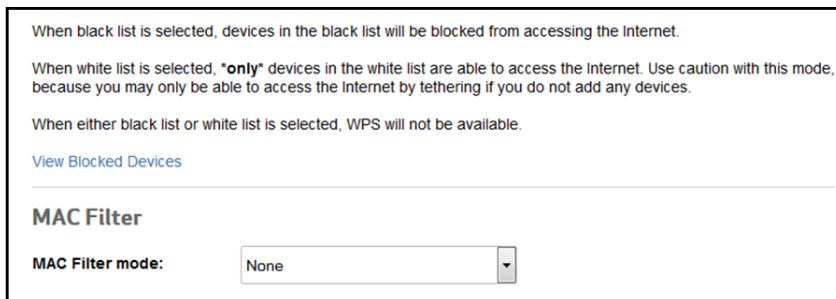 When black list is selected, devices in the black list will be blocked from accessing the Internet.
When white list is selected, *only* devices in the white list are able to access the Internet. Use caution with this mode,
because you may only be able to access the Internet by tethering if you do not add any devices.
When either black list or white list is selected, WPS will not be available.
View Blocked Devices
MAC Filter
MAC Filter mode: None